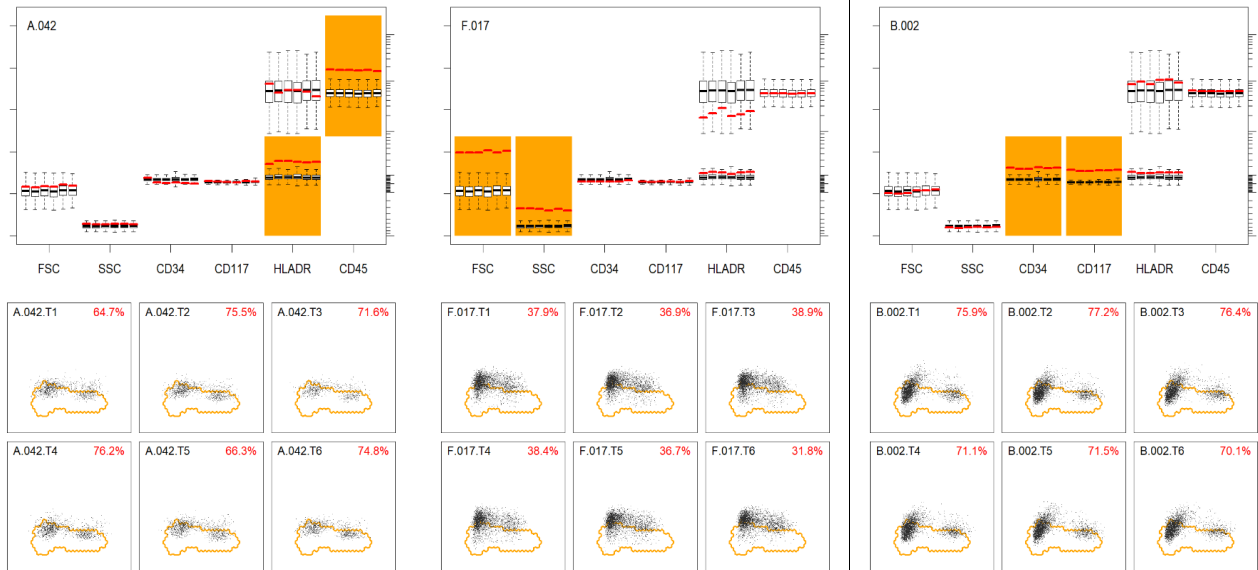 A.042
F.017
B.002
FSC SSC CD34 CD117 HLADR CD45
FSC SSC CD34 CD117 HLADR CD45
FSC SSC CD34 CD117 HLADR CD45
A.042.T1 64.7% A.042.T2 75.5% A.042.T3 71.6%
F.017.T1 37.9% F.017.T2 36.9% F.017.T3 38.9%
B.002.T1 75.9% B.002.T2 77.2% B.002.T3 76.4%
A.042.T4 76.2% A.042.T5 66.3% A.042.T6 74.8%
F.017.T4 38.4% F.017.T5 36.7% F.017.T6 31.8%
B.002.T4 71.1% B.002.T5 71.5% B.002.T6 70.1%